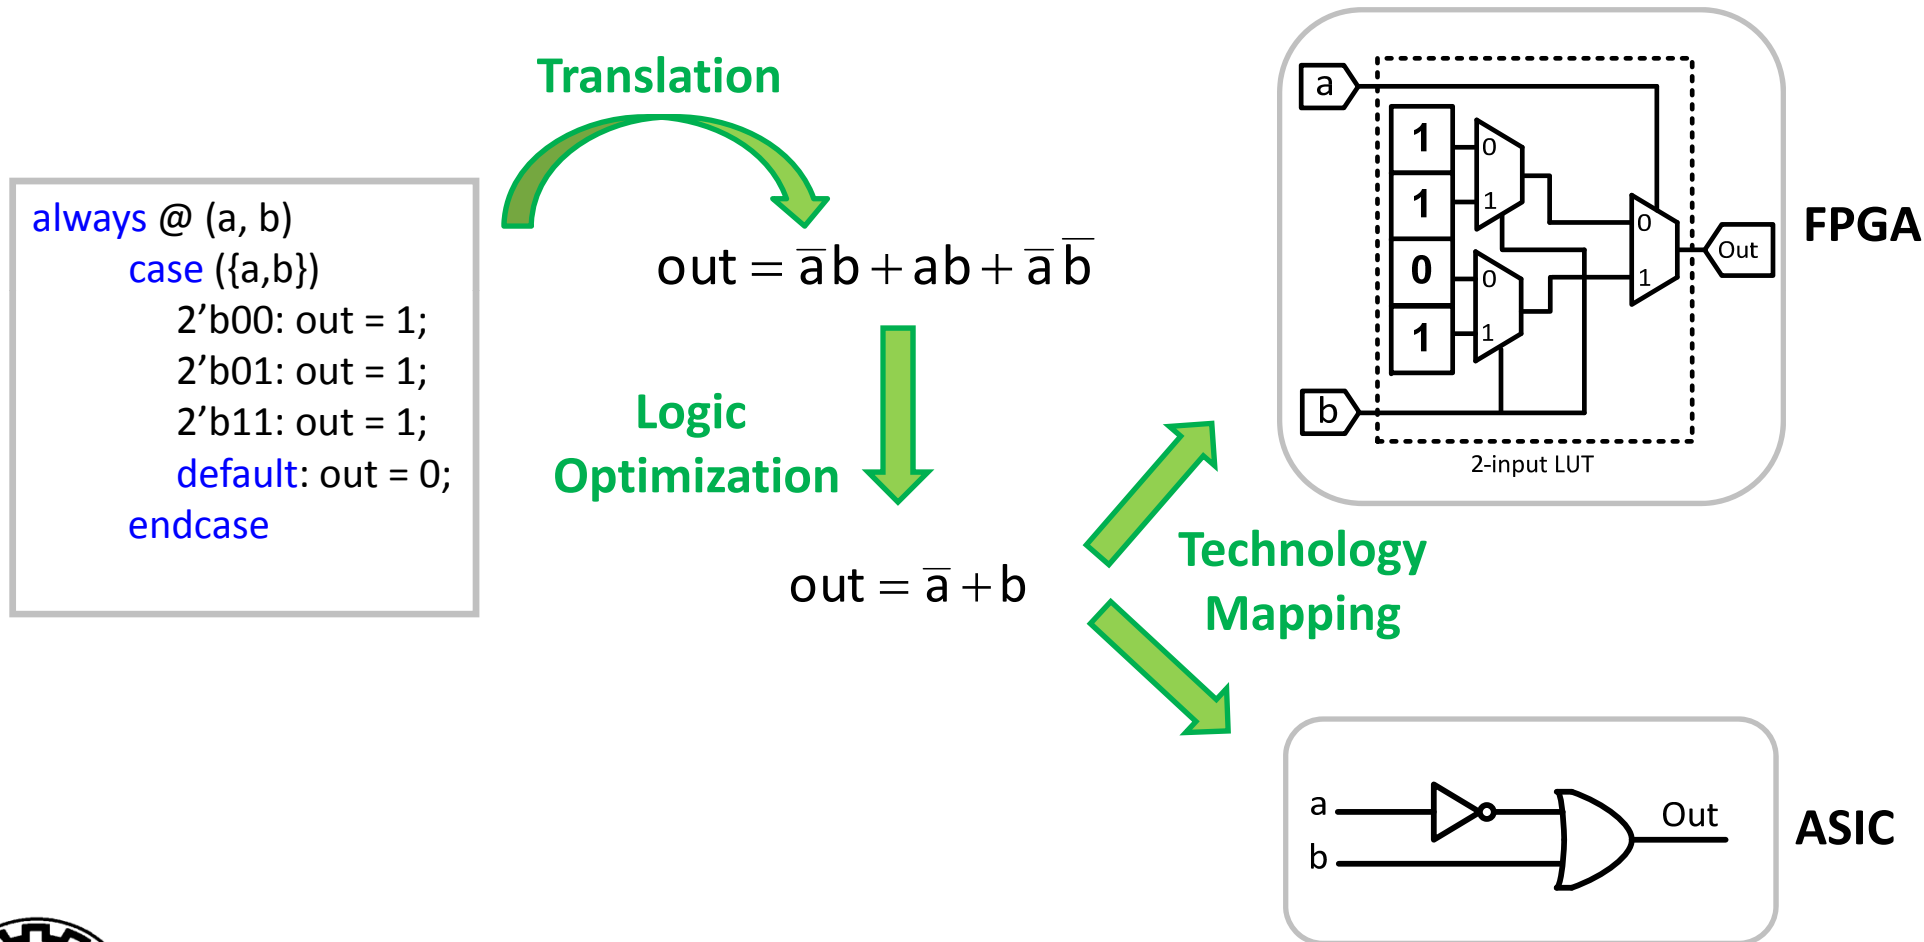 Translation
always @ (a, b)
case ({a,b})
2’b00: out = 1;
2’b01: out = 1;
2’b11: out = 1;
default: out = 0;
endcase
out = a̅b + ab + a̅ b̅
Logic
Optimization
out = a̅ + b
Technology
Mapping
a
1
1
0
1
0
1
0
1
0
1
Out
b
2-input LUT
FPGA
a
b
Out
ASIC